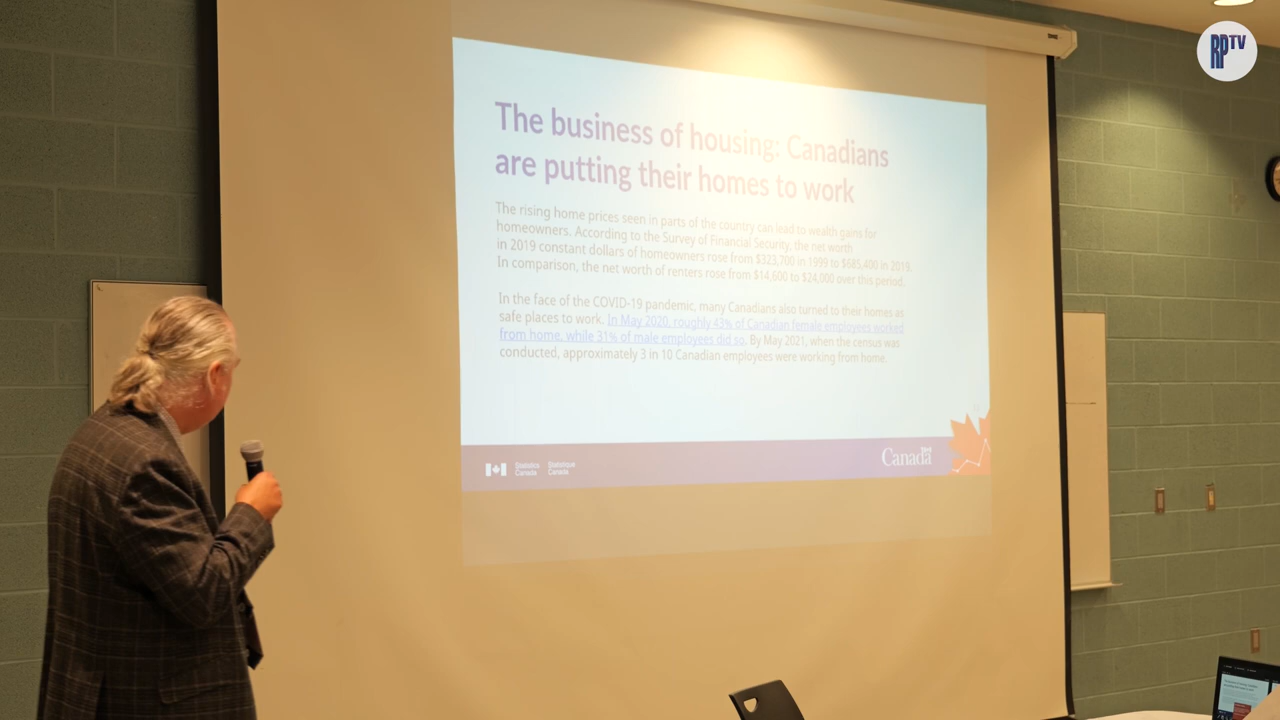 RPTV
The business of housing: Canadians
are putting their homes to work
The rising home prices seen in parts of the country can lead to wealth gains for
homeowners. According to the Survey of Financial Security, the net worth
in 2019 constant dollars of homeowners rose from $323,700 in 1999 to $685,400 in 2019.
In comparison, the net worth of renters rose from $14,600 to $24,000 over this period.
In the face of the COVID-19 pandemic, many Canadians also turned to their homes as
safe places to work. In May 2020, roughly 43% of Canadian female employees worked
from home, while 31% of male employees did so. By May 2021, when the census was
conducted, approximately 3 in 10 Canadian employees were working from home.
Statistics Statistique
Canada Canada
Canada